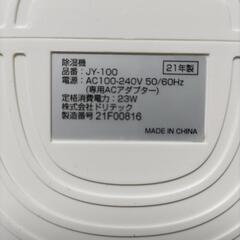 除湿機
21年製
品番：JY-100
電源：AC100-240V 50/60Hz
(専用ACアダプター)
定格消費電力：23W
株式会社ドリテック
製造番号 21F00816
MADE IN CHINA